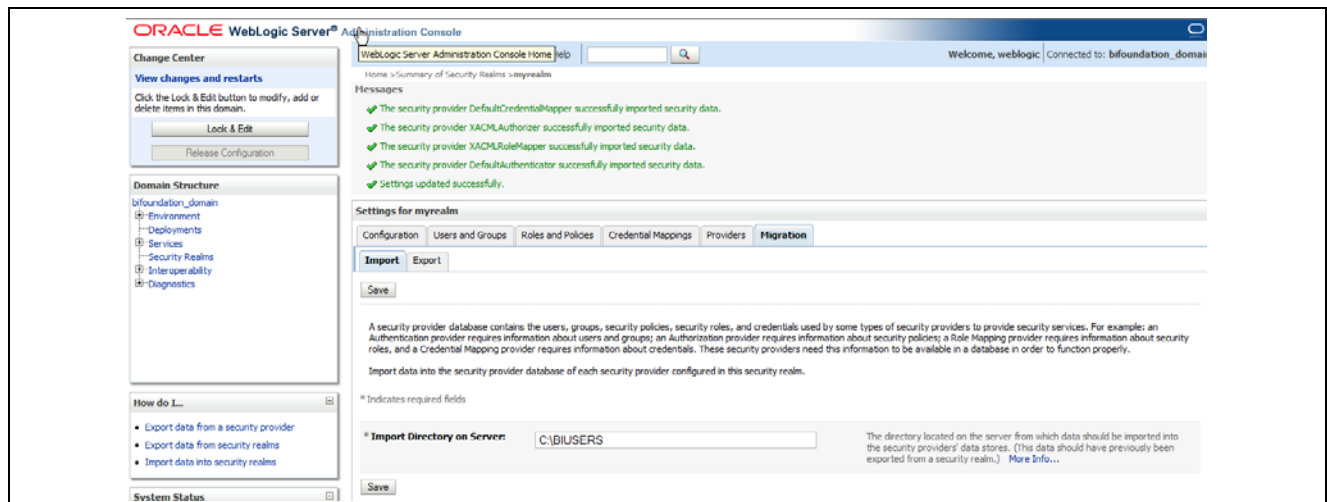 ORACLE WebLogic Server® Administration Console
Change Center
View changes and restarts
Click the Lock & Edit button to modify, add or
delete items in this domain.
Lock & Edit
Release Configuration
Domain Structure
bifoundation_domain
Environment
Deployments
Services
Security Realms
Interoperability
Diagnostics
How do I...
Export data from a security provider
Export data from security realms
Import data into security realms
System Status
WebLogic Server Administration Console Home
Welcome, weblogic Connected to: bifoundation_domai
Home >Summary of Security Realms >myrealm
Messages
The security provider DefaultCredentialMapper successfully imported security data.
The security provider XACMLAuthorizer successfully imported security data.
The security provider XACMLRoleMapper successfully imported security data.
The security provider DefaultAuthenticator successfully imported security data.
Settings updated successfully.
Settings for myrealm
Configuration Users and Groups Roles and Policies Credential Mappings Providers Migration
Import Export
Save
A security provider database contains the users, groups, security policies, security roles, and credentials used by some types of security providers to provide security services. For example: an
Authentication provider requires information about users and groups; an Authorization provider requires information about security policies; a Role Mapping provider requires information about security
roles, and a Credential Mapping provider requires information about credentials. These security providers need this information to be available in a database in order to function properly.
Import data into the security provider database of each security provider configured in this security realm.
* Indicates required fields
* Import Directory on Server: C:\BIUSERS
The directory located on the server from which data should be imported into
the security providers' data stores. (This data should have previously been
exported from a security realm.) More Info...
Save